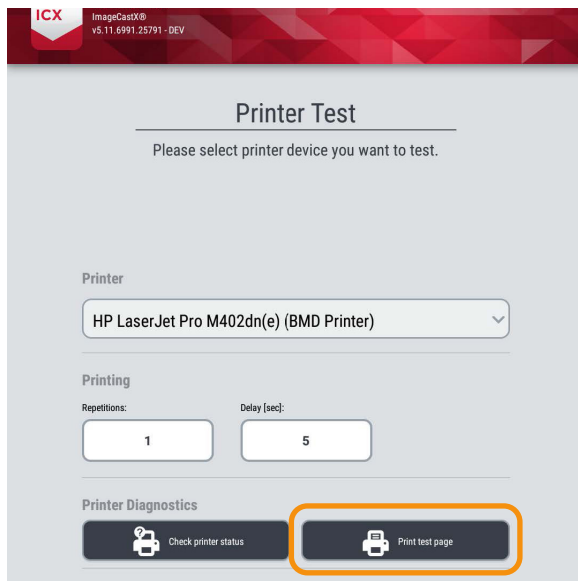 ICX
ImageCastX®
v5.11.6991.25791 - DEV
Printer Test
Please select printer device you want to test.
Printer
HP LaserJet Pro M402dn(e) (BMD Printer)
Printing
Repetitions: Delay [sec]:
1 5
Printer Diagnostics
Check printer status Print test page